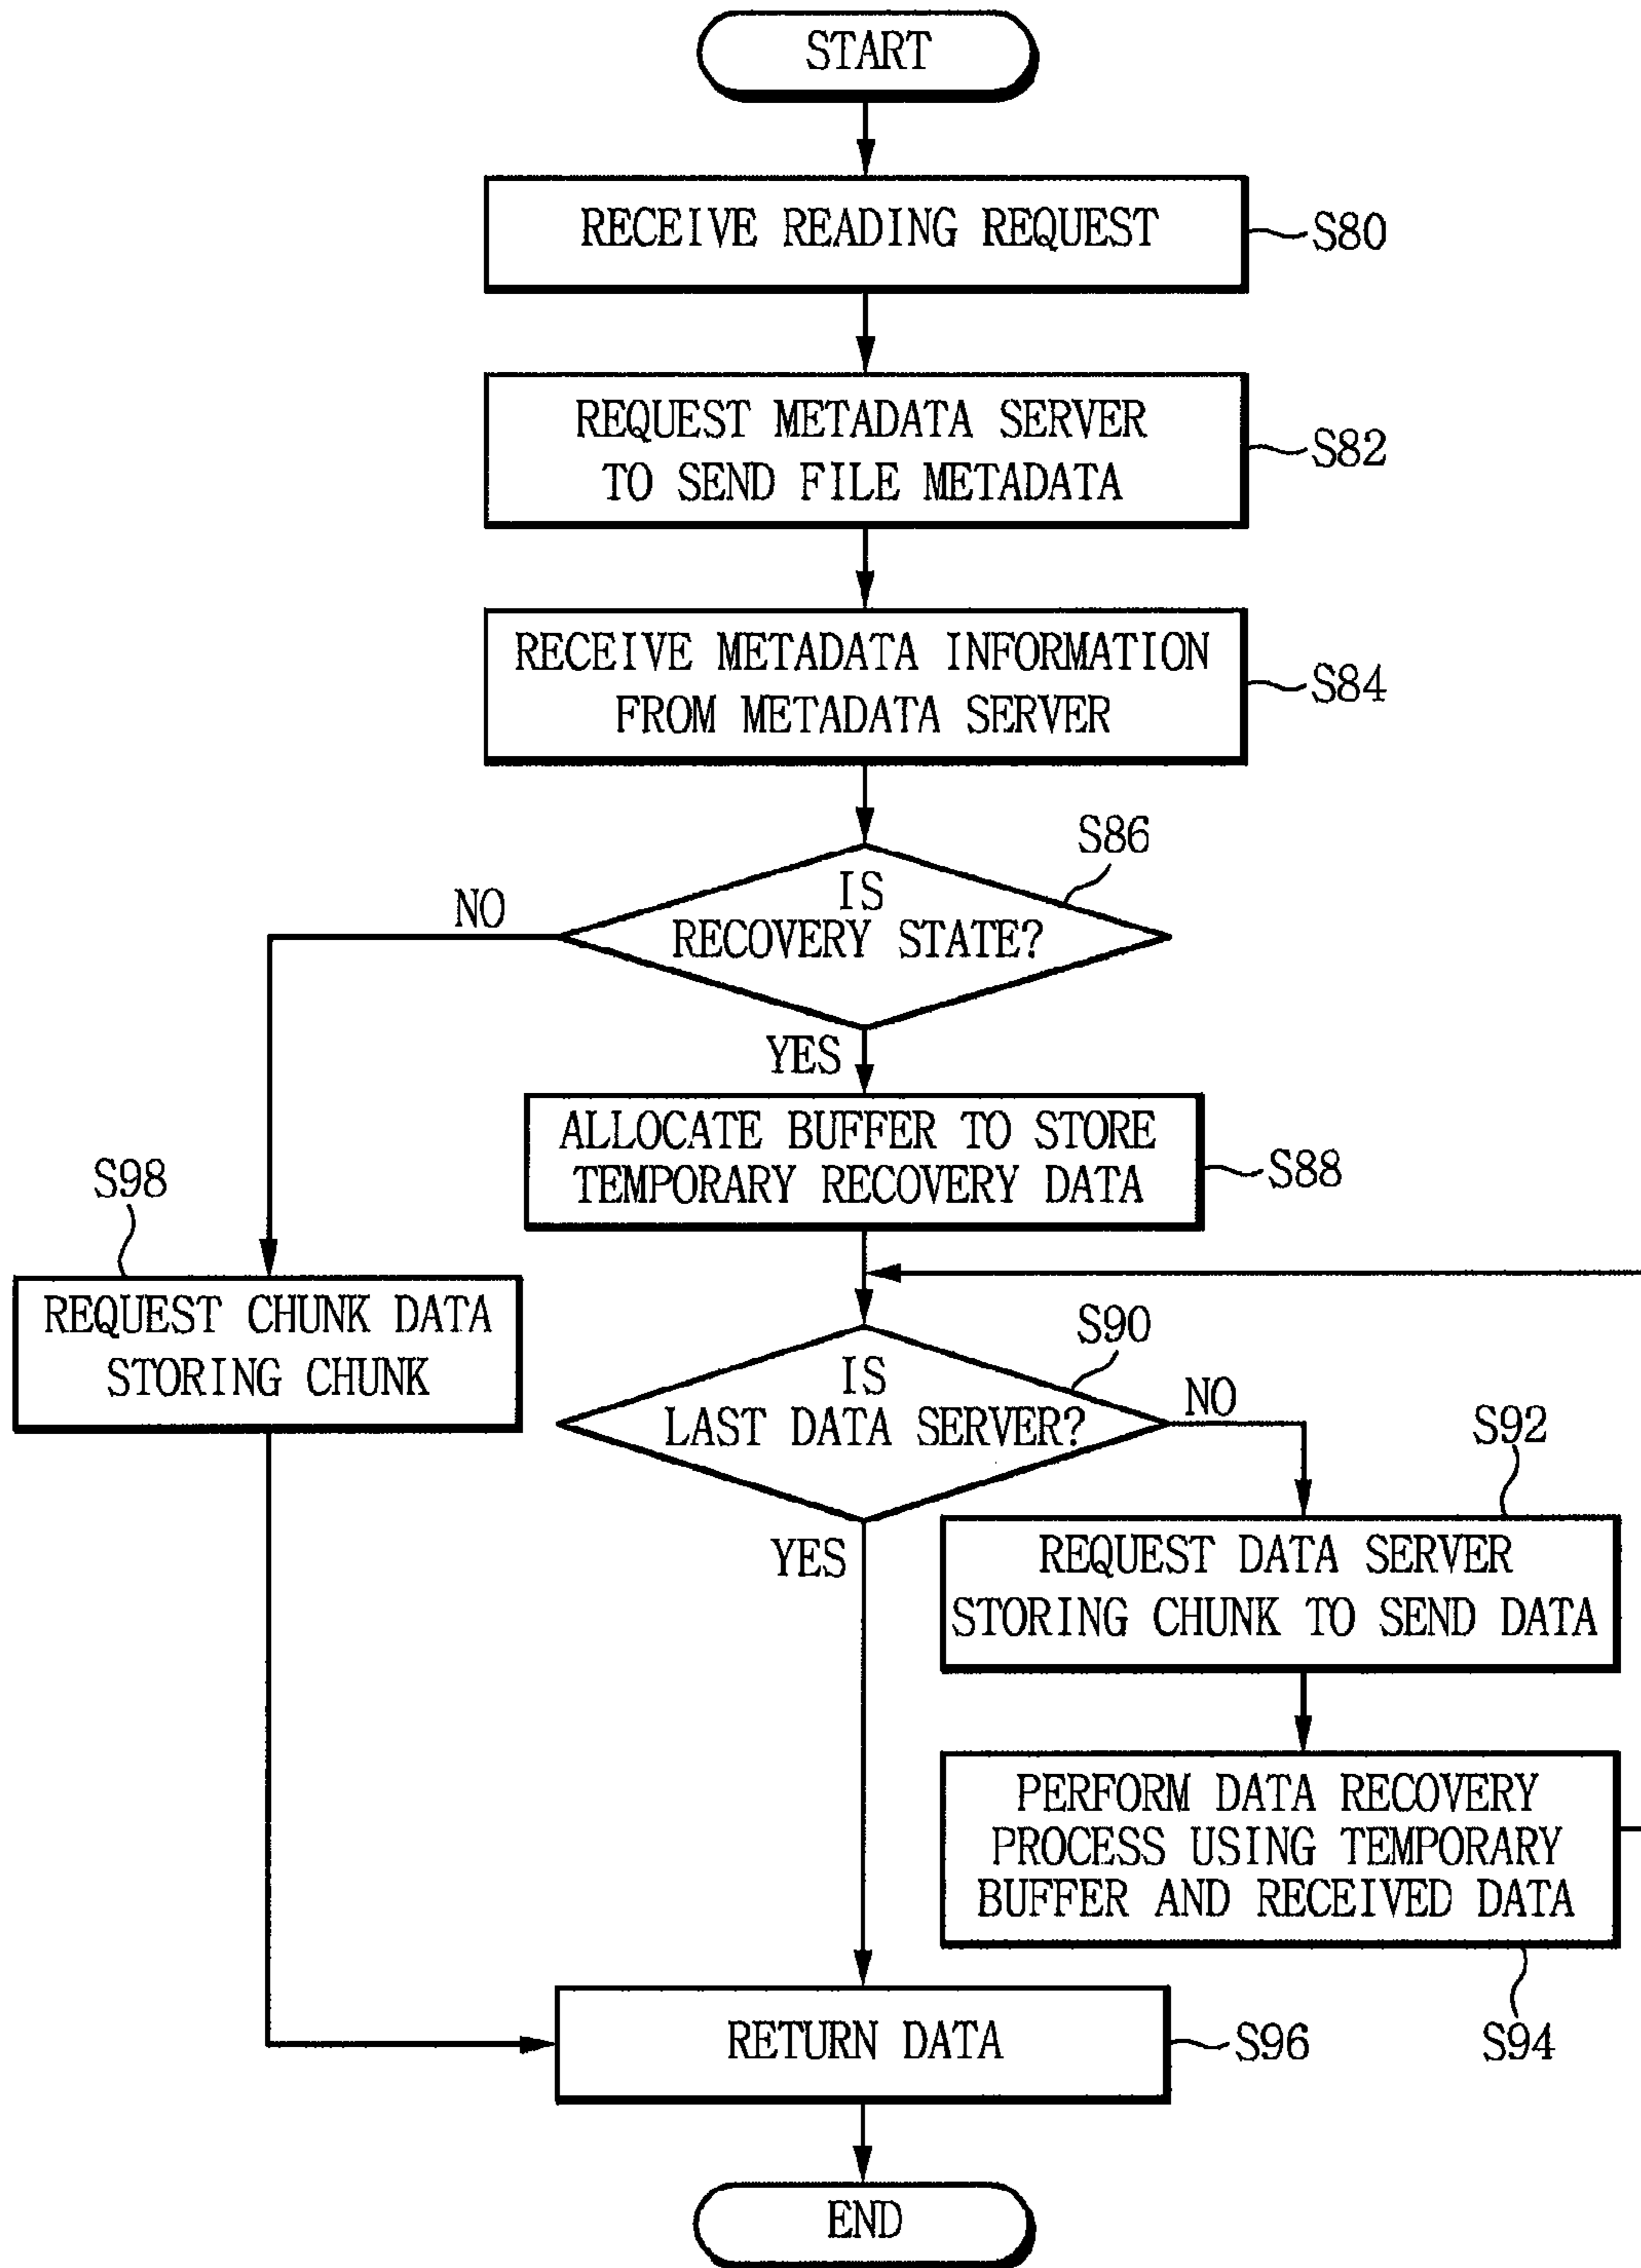 START
RECEIVE READING REQUEST
S80
REQUEST METADATA SERVER
TO SEND FILE METADATA
S82
RECEIVE METADATA INFORMATION
FROM METADATA SERVER
S84
S86
IS
RECOVERY STATE?
NO
YES
ALLOCATE BUFFER TO STORE
TEMPORARY RECOVERY DATA
S88
S98
REQUEST CHUNK DATA
STORING CHUNK
S90
IS
LAST DATA SERVER?
NO
YES
S92
REQUEST DATA SERVER
STORING CHUNK TO SEND DATA
PERFORM DATA RECOVERY
PROCESS USING TEMPORARY
BUFFER AND RECEIVED DATA
S94
RETURN DATA
S96
END